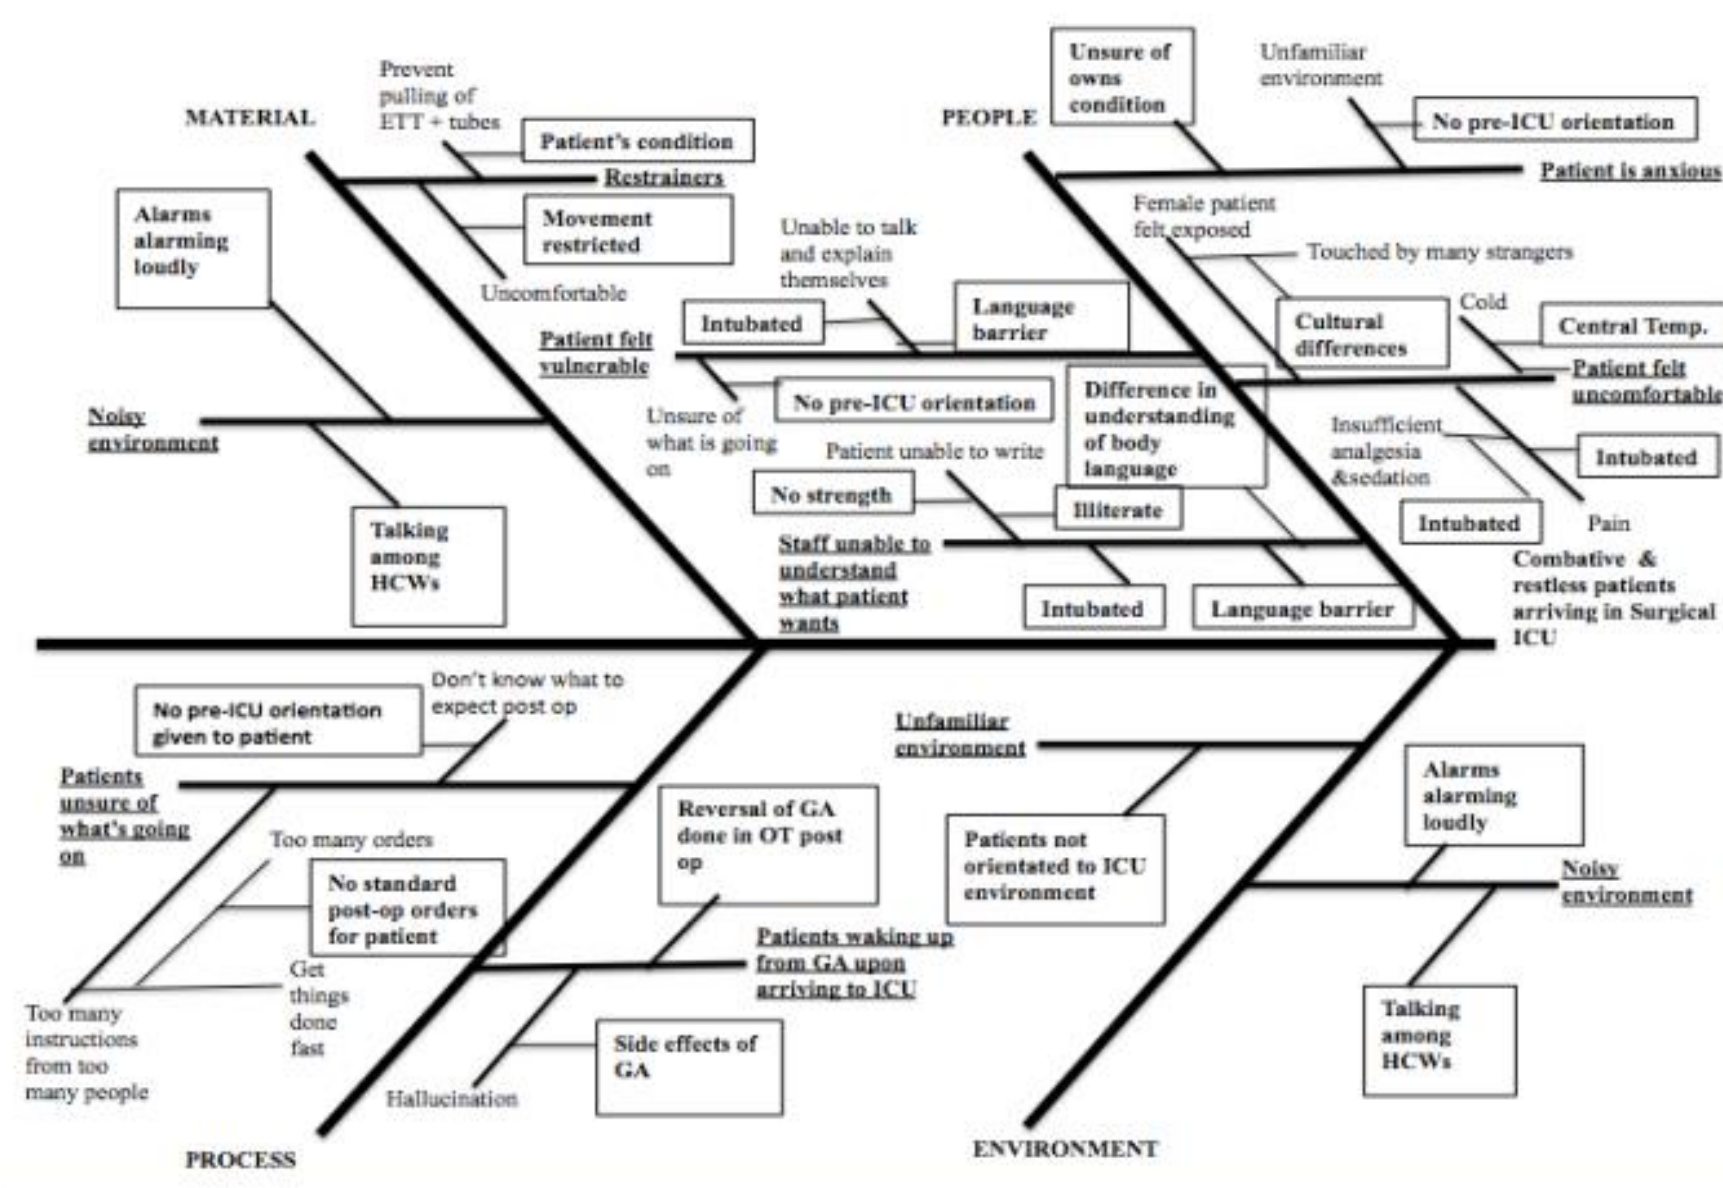 MATERIAL
Prevent
pulling of
ETT + tubes
Patient's condition
Restrainers
Movement
restricted
Uncomfortable
Alarms
alarming
loudly
Noisy
environment
Talking
among
HCWs
PEOPLE
Unsure of
owns
condition
Unfamiliar
environment
No pre-ICU orientation
Patient is anxious
Female patient
felt exposed
Touched by many strangers
Cultural
differences
Cold
Central Temp.
Patient felt
uncomfortable
Insufficient
analgesia
&sedation
Intubated
Intubated
Pain
Unable to talk
and explain
themselves
Intubated
Language
barrier
Patient felt
vulnerable
No pre-ICU orientation
Unsure of
what is going
on
Difference in
understanding
of body
language
Patient unable to write
No strength
Illiterate
Staff unable to
understand
what patient
wants
Intubated
Language barrier
Combative &
restless patients
arriving in Surgical
ICU
No pre-ICU orientation
given to patient
Don't know what to
expect post op
Patients
unsure of
what's going
on
Too many orders
No standard
post-op orders
for patient
Get
things
done
fast
Too many
instructions
from too
many people
Reversal of GA
done in OT post
op
Patients waking up
from GA upon
arriving to ICU
Side effects of
GA
Hallucination
PROCESS
Unfamiliar
environment
Patients not
orientated to ICU
environment
Alarms
alarming
loudly
Noisy
environment
Talking
among
HCWs
ENVIRONMENT